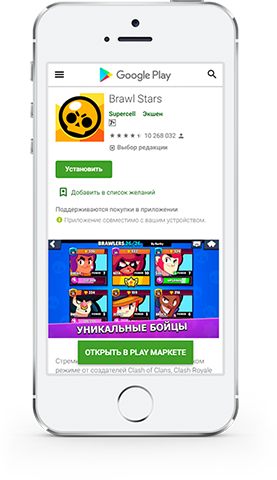 Google Play
Brawl Stars
Supercell Экшен
7+
10 268 032
Выбор редакции
Установить
Добавить в список желаний
Поддерживаются покупки в приложении
Приложение совместимо с вашим устройством.
BRAWLERS 26/26
УНИКАЛЬНЫЕ БОЙЦЫ
ОТКРЫТЬ В PLAY МАРКЕТЕ
режиме от создателей Clash of Clans, Clash Royale